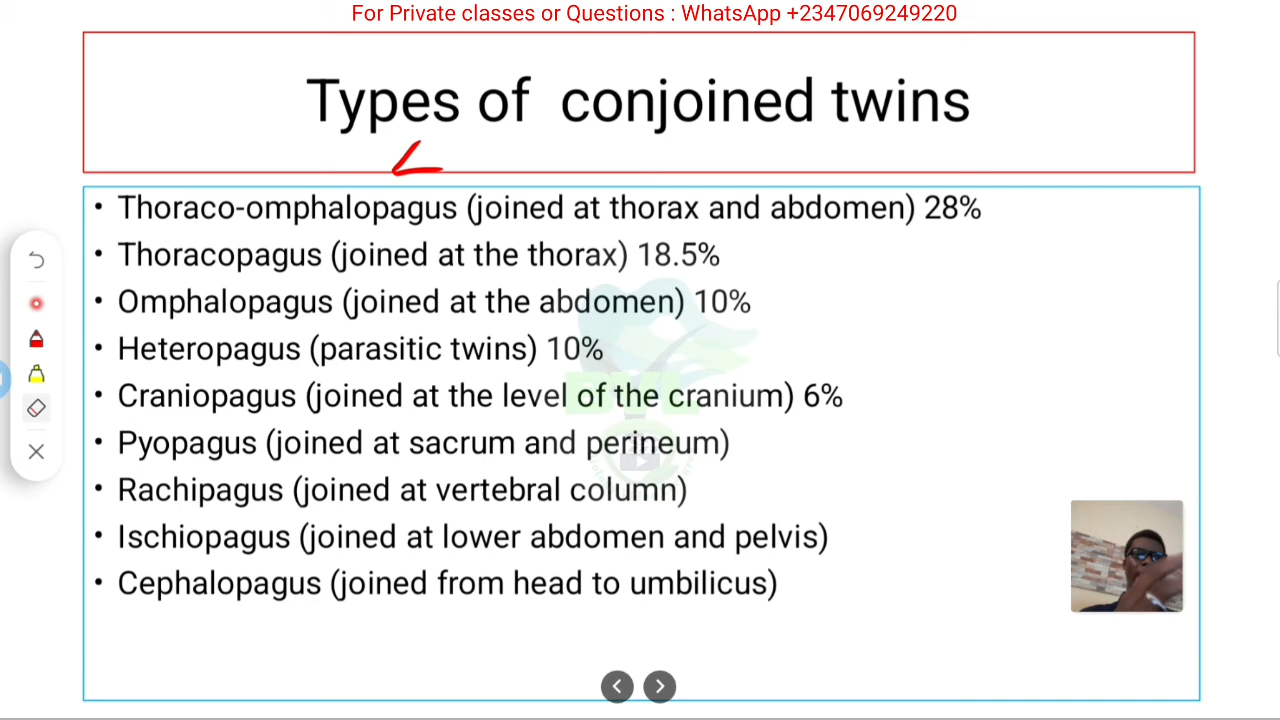 For Private classes or Questions : WhatsApp +2347069249220
Types of  conjoined twins
• Thoraco-omphalopagus (joined at thorax and abdomen) 28%
• Thoracopagus (joined at the thorax) 18.5%
• Omphalopagus (joined at the abdomen) 10%
• Heteropagus (parasitic twins) 10%
• Craniopagus (joined at the level of the cranium) 6%
• Pyopagus (joined at sacrum and perineum)
• Rachipagus (joined at vertebral column)
• Ischiopagus (joined at lower abdomen and pelvis)
• Cephalopagus (joined from head to umbilicus)